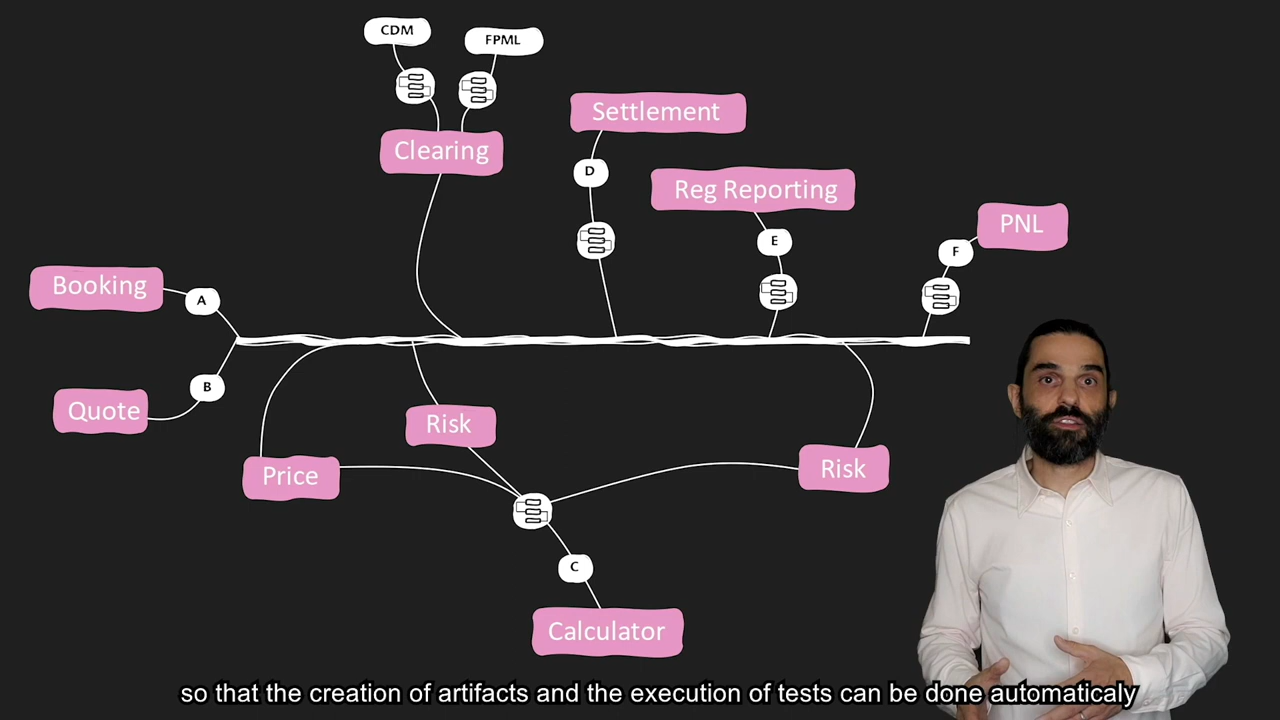 CDM
FPML
Settlement
Clearing
D
Reg Reporting
PNL
E
F
Booking
A
B
Quote
Risk
Price
Risk
C
Calculator
so that the creation of artifacts and the execution of tests can be done automaticaly